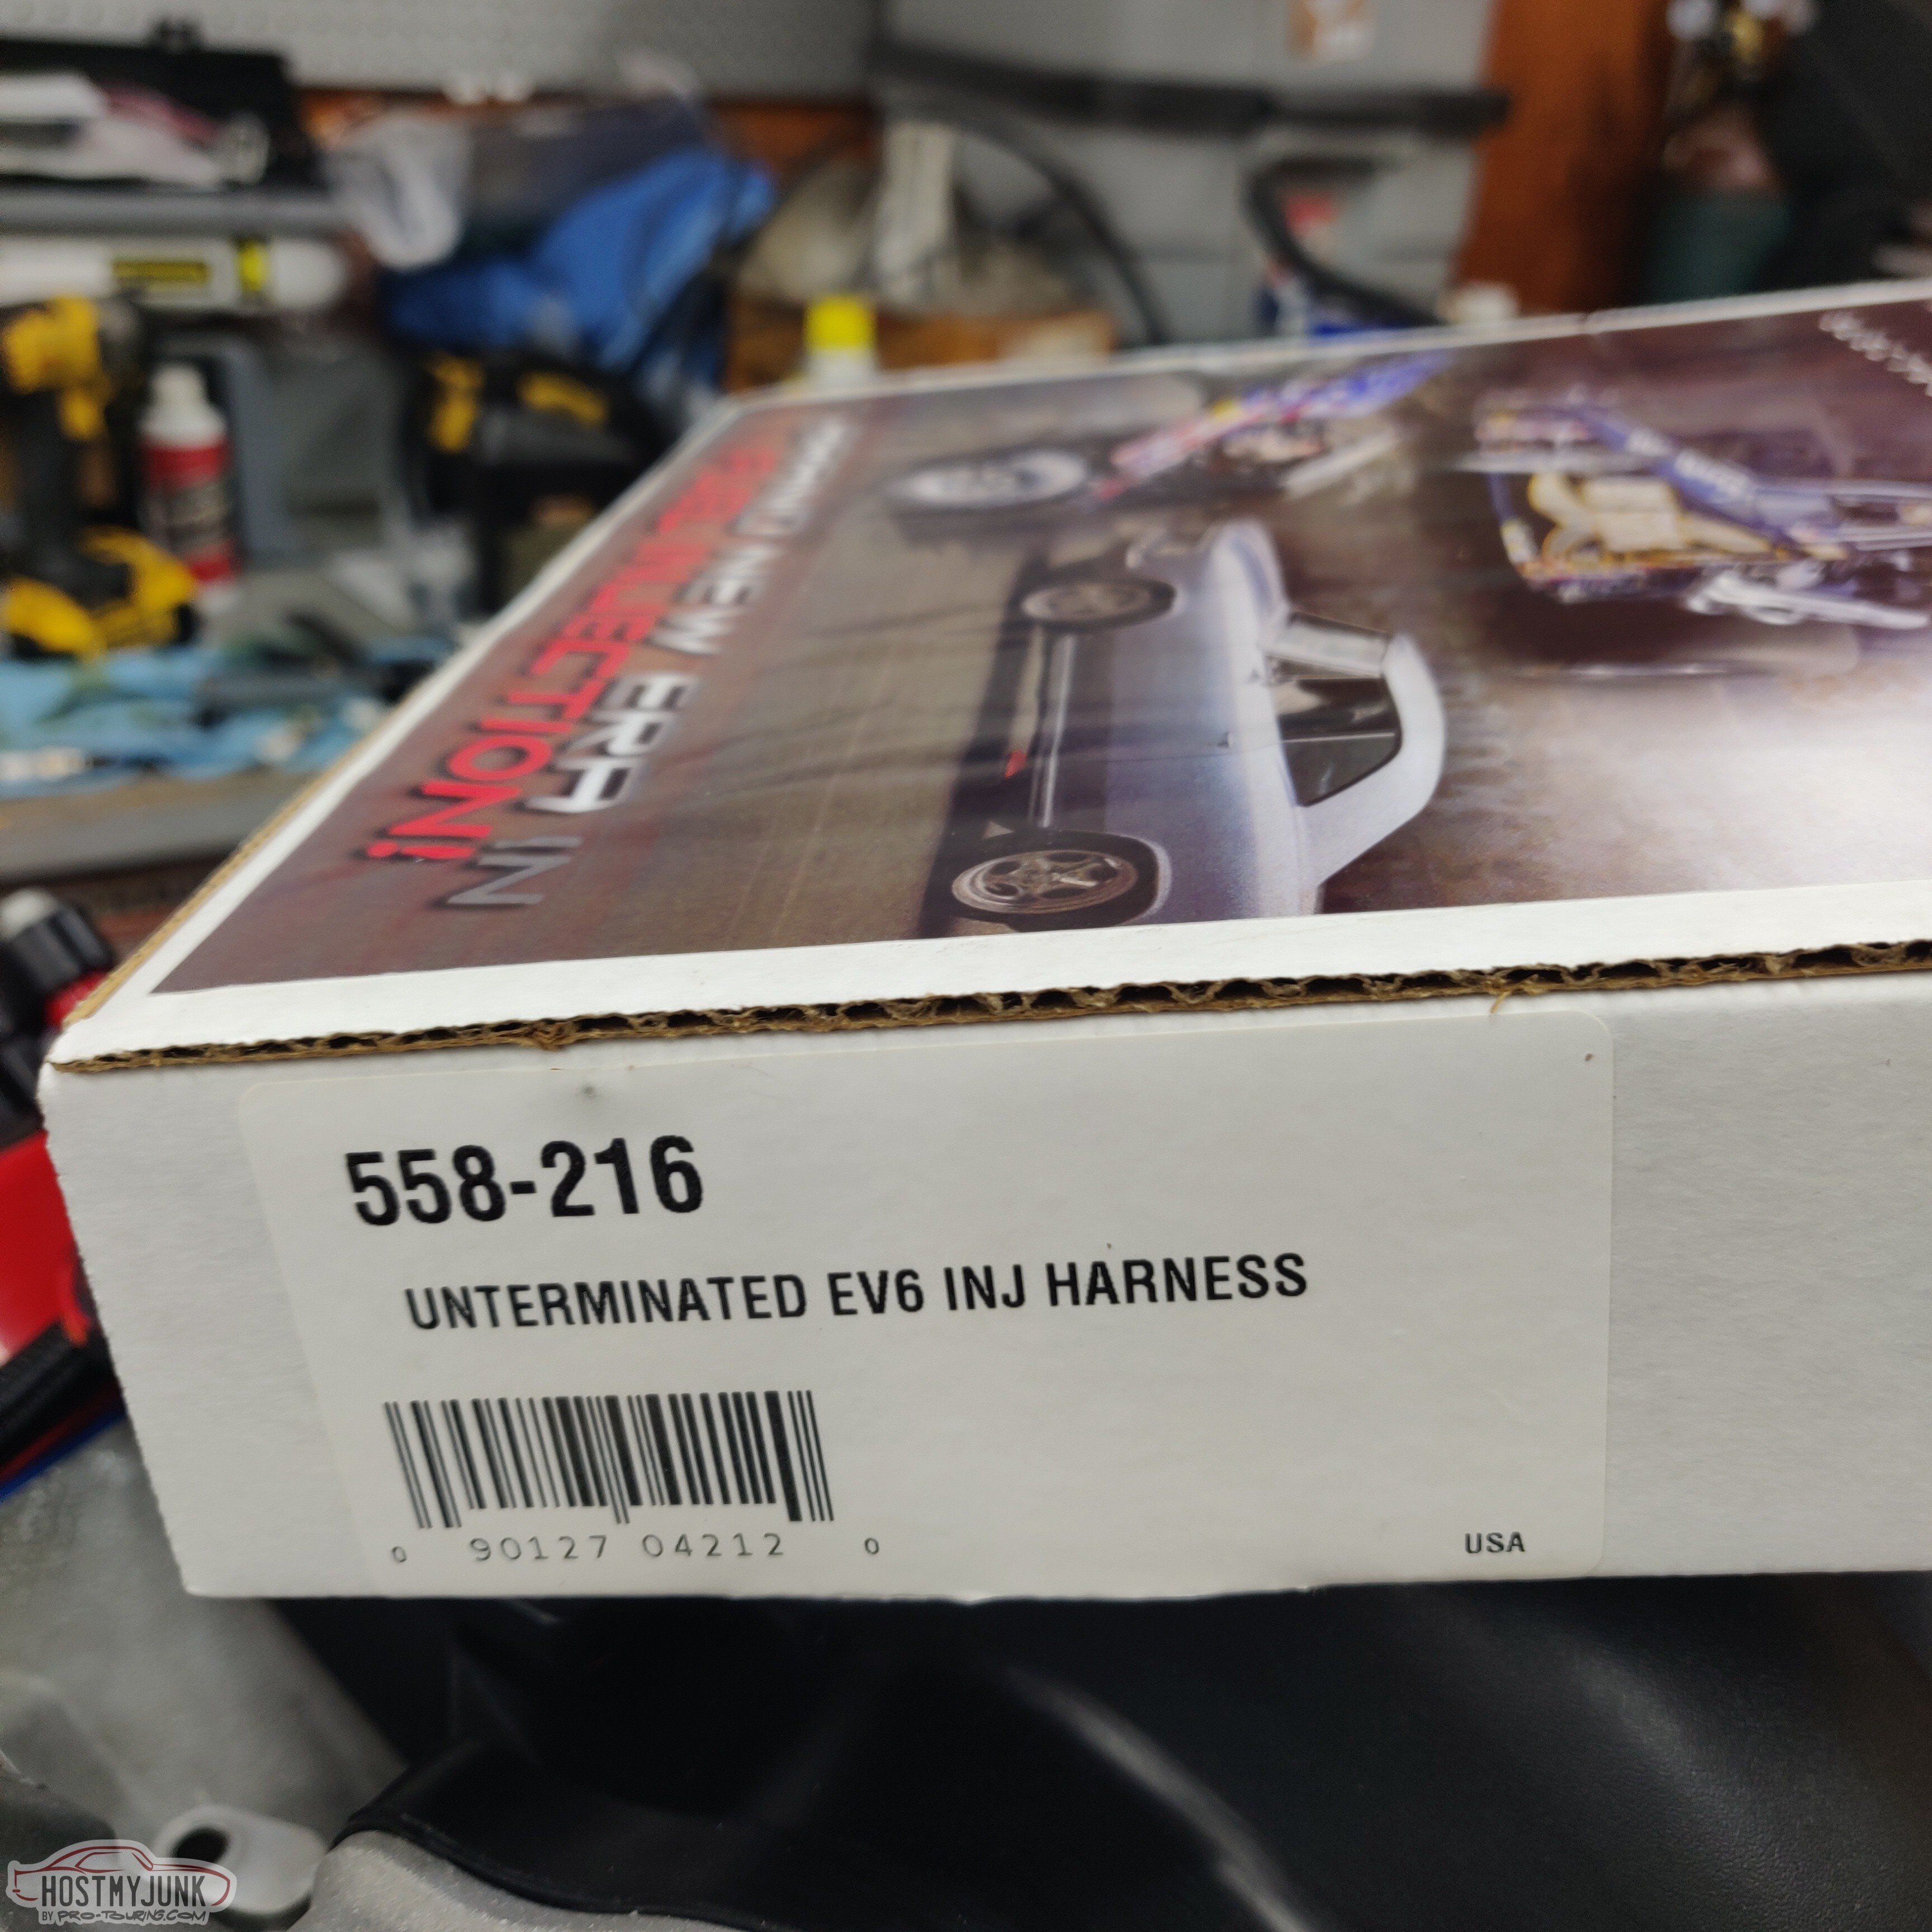 BRAND NEW ERA IN
FUEL INJECTION!
558-216
UNTERMINATED EV6 INJ HARNESS
0 90127 04212 0
USA
HOSTMYJUNK
BY PRO-TOURING.COM